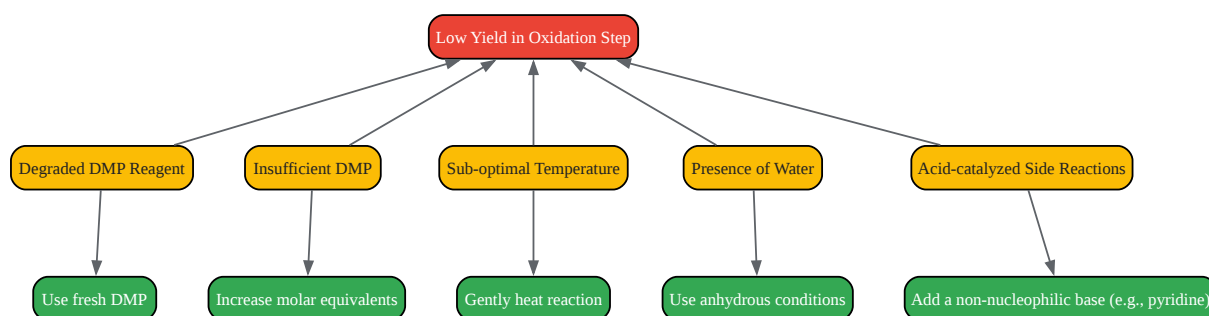 Low Yield in Oxidation Step
Degraded DMP Reagent
Insufficient DMP
Sub-optimal Temperature
Presence of Water
Acid-catalyzed Side Reactions
Use fresh DMP
Increase molar equivalents
Gently heat reaction
Use anhydrous conditions
Add a non-nucleophilic base (e.g., pyridine)